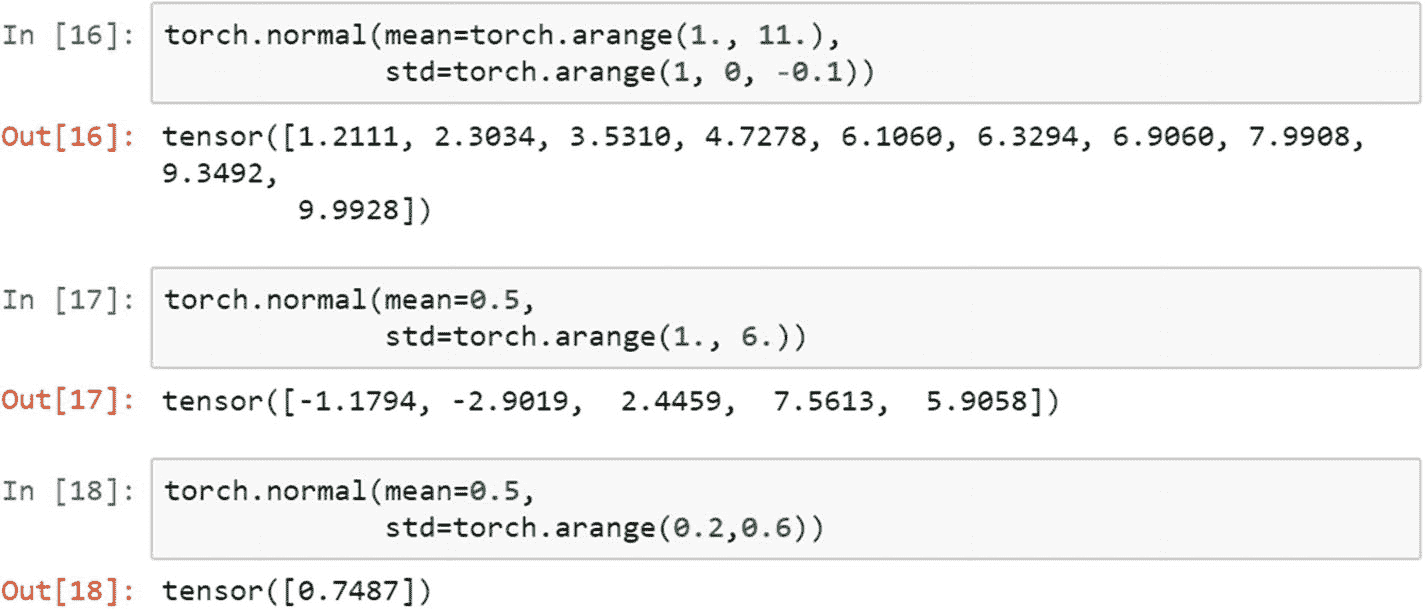 In [16]: torch.normal(mean=torch.arange(1., 11.),
std=torch.arange(1, 0, -0.1))
Out[16]: tensor([1.2111, 2.3034, 3.5310, 4.7278, 6.1060, 6.3294, 6.9060, 7.9908,
9.3492,
9.9928])
In [17]: torch.normal(mean=0.5,
std=torch.arange(1., 6.))
Out[17]: tensor([-1.1794, -2.9019,  2.4459,  7.5613,  5.9058])
In [18]: torch.normal(mean=0.5,
std=torch.arange(0.2,0.6))
Out[18]: tensor([0.7487])